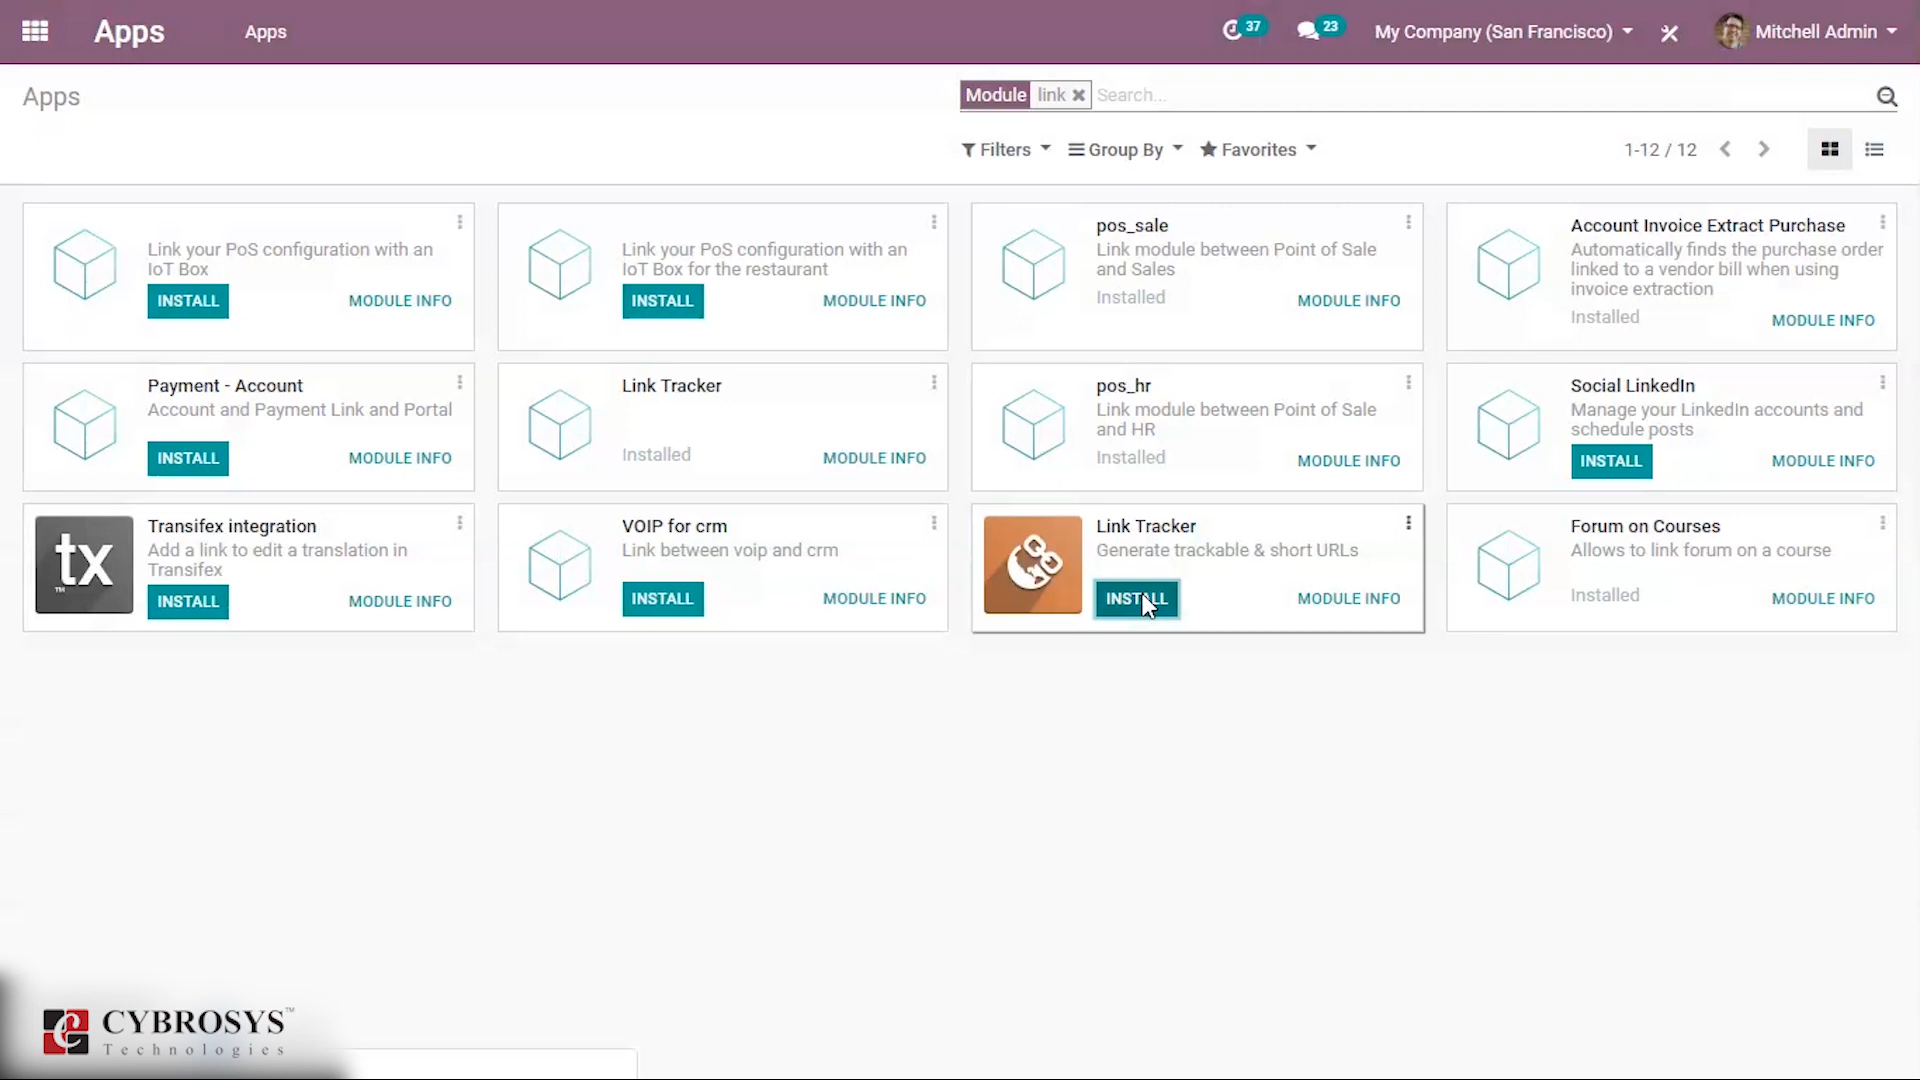 Apps
Apps
37
23
My Company (San Francisco)
Mitchell Admin
Apps
Module link
Search...
Filters
Group By
Favorites
1-12 / 12
Link your PoS configuration with an
IoT Box
INSTALL
MODULE INFO
Link your PoS configuration with an
IoT Box for the restaurant
INSTALL
MODULE INFO
pos_sale
Link module between Point of Sale
and Sales
Installed
MODULE INFO
Account Invoice Extract Purchase
Automatically finds the purchase order
linked to a vendor bill when using
invoice extraction
Installed
MODULE INFO
Payment - Account
Account and Payment Link and Portal
INSTALL
MODULE INFO
Link Tracker
Installed
MODULE INFO
pos_hr
Link module between Point of Sale
and HR
Installed
MODULE INFO
Social LinkedIn
Manage your LinkedIn accounts and
schedule posts
INSTALL
MODULE INFO
tx
TM
Transifex integration
Add a link to edit a translation in
Transifex
INSTALL
MODULE INFO
VOIP for crm
Link between voip and crm
INSTALL
MODULE INFO
Link Tracker
Generate trackable & short URLs
INSTALL
MODULE INFO
Forum on Courses
Allows to link forum on a course
Installed
MODULE INFO
CYBROSYS™
Technologies